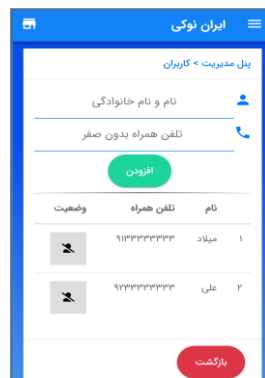 ایران نوکی
پنل مدیریت > کاربران
نام و نام خانوادگی
تلفن همراه بدون صفر
افزودن
نام تلفن همراه وضعیت
۱ میلاد ۹۱۳۳۳۳۳۳۳۳
۲ علی ۹۲۳۳۳۳۳۳۳۳
بازگشت